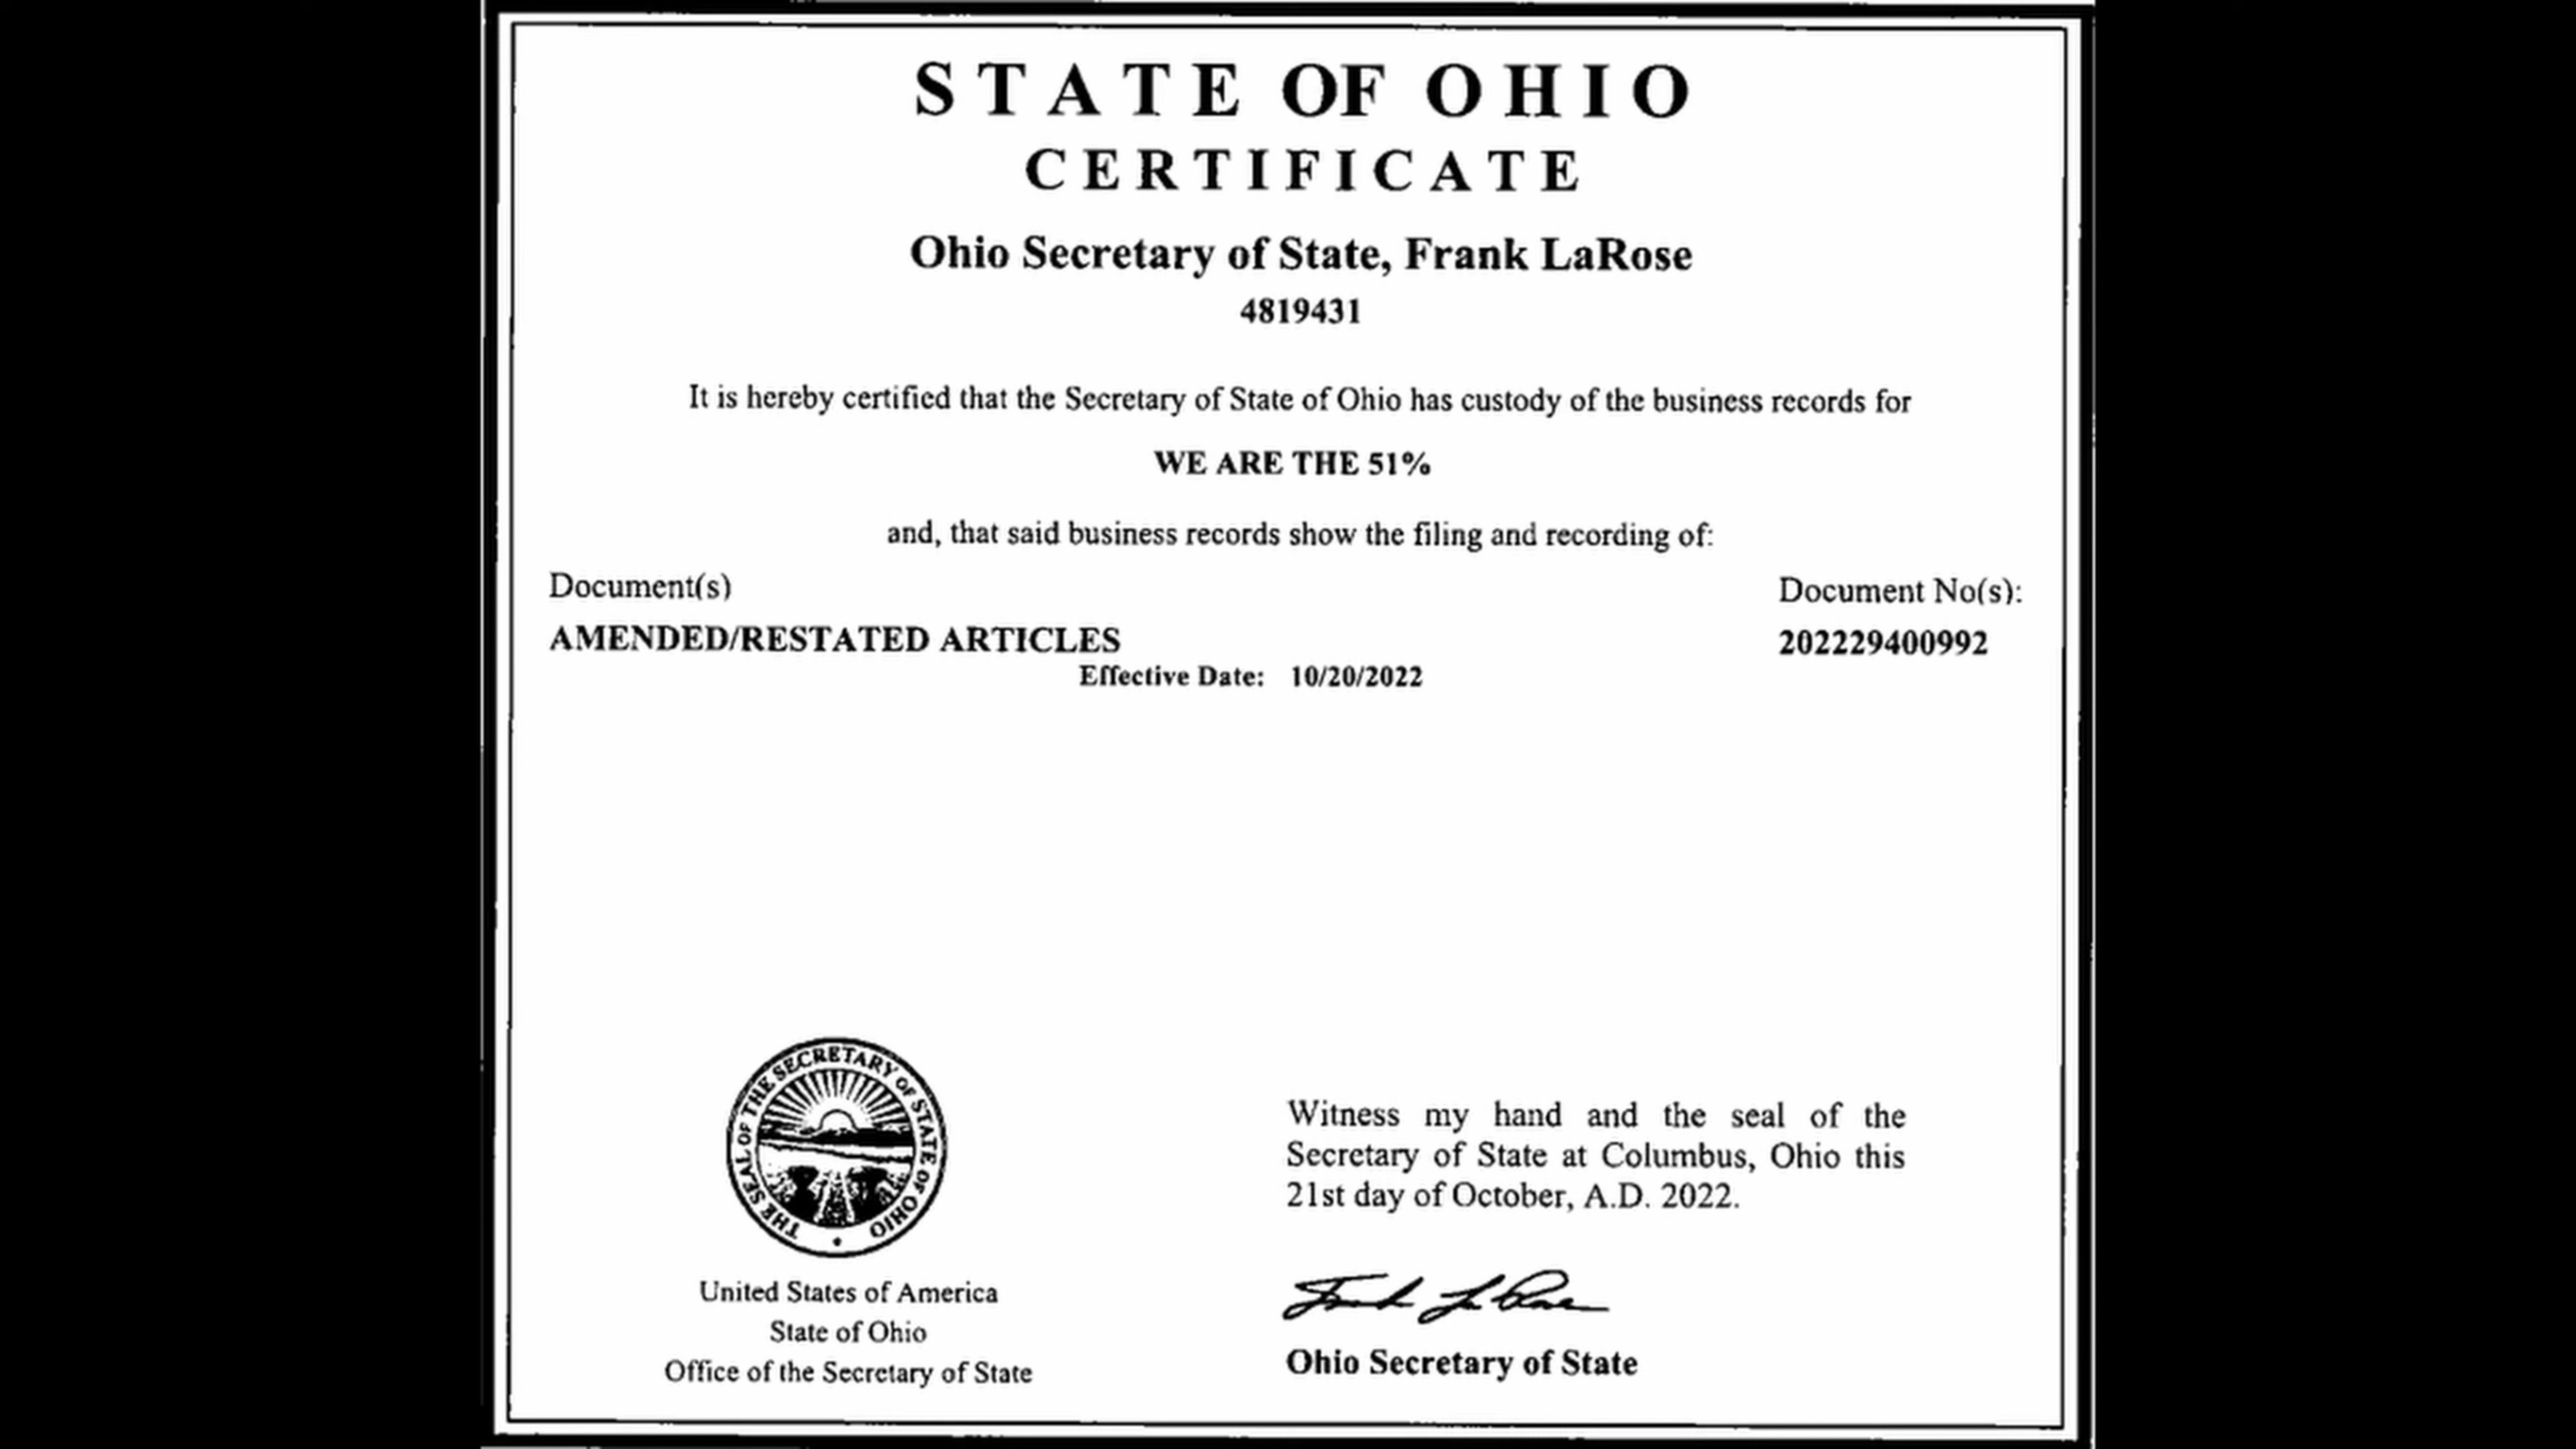 STATE OF OHIO
CERTIFICATE
Ohio Secretary of State, Frank LaRose
4819431
It is hereby certified that the Secretary of State of Ohio has custody of the business records for
WE ARE THE 51%
and, that said business records show the filing and recording of:
Document(s)
Document No(s):
AMENDED/RESTATED ARTICLES
202229400992
Effective Date: 10/20/2022
THE SEAL OF THE SECRETARY OF STATE OF OHIO
United States of America
State of Ohio
Office of the Secretary of State
Witness my hand and the seal of the
Secretary of State at Columbus, Ohio this
21st day of October, A.D. 2022.
Frank LaRose
Ohio Secretary of State